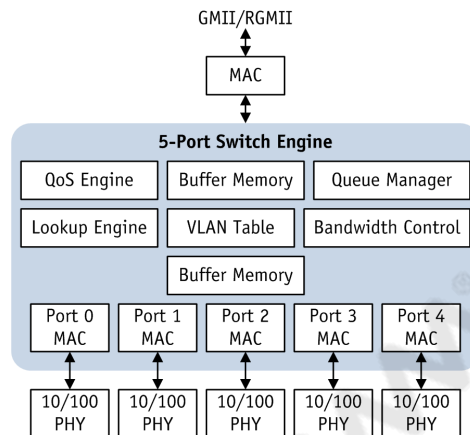 GMII/RGMII
MAC
5-Port Switch Engine
QoS Engine
Buffer Memory
Queue Manager
Lookup Engine
VLAN Table
Bandwidth Control
Buffer Memory
Port 0
MAC
Port 1
MAC
Port 2
MAC
Port 3
MAC
Port 4
MAC
10/100
PHY
10/100
PHY
10/100
PHY
10/100
PHY
10/100
PHY